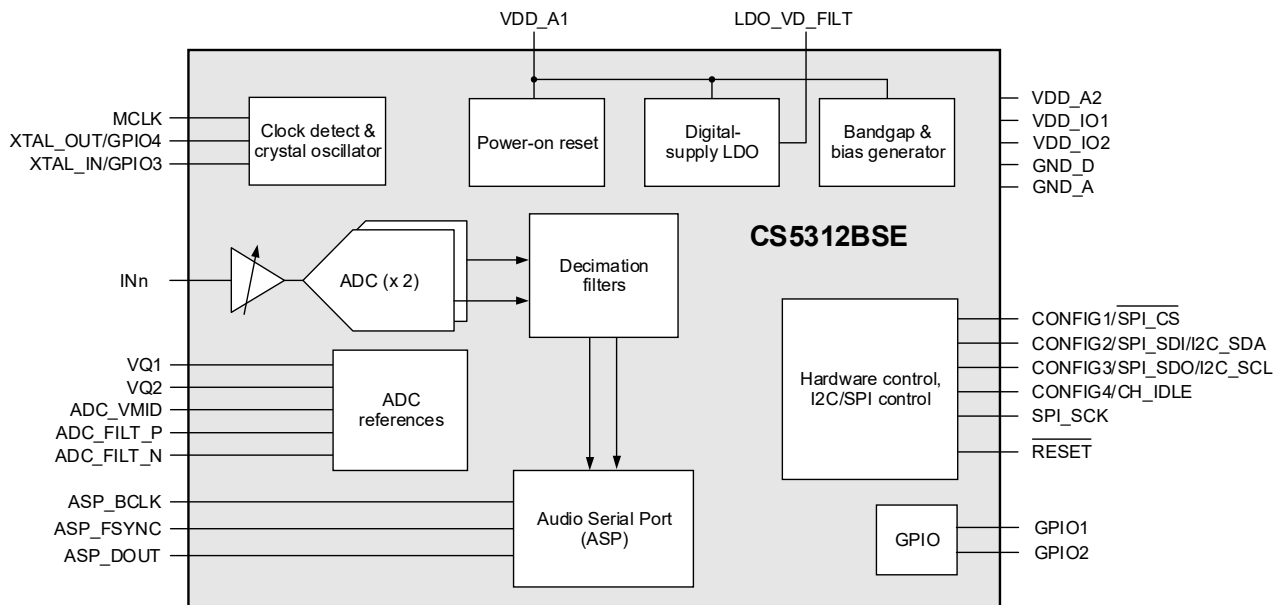 VDD_A1
LDO_VD_FILT
MCLK
XTAL_OUT/GPIO4
XTAL_IN/GPIO3
Clock detect &
crystal oscillator
Power-on reset
Digital-
supply LDO
Bandgap &
bias generator
VDD_A2
VDD_IO1
VDD_IO2
GND_D
GND_A
CS5312BSE
INn
ADC (x 2)
Decimation
filters
VQ1
VQ2
ADC_VMID
ADC_FILT_P
ADC_FILT_N
ADC
references
Hardware control,
I2C/SPI control
CONFIG1/SPI_CS
CONFIG2/SPI_SDI/I2C_SDA
CONFIG3/SPI_SDO/I2C_SCL
CONFIG4/CH_IDLE
SPI_SCK
RESET
ASP_BCLK
ASP_FSYNC
ASP_DOUT
Audio Serial Port
(ASP)
GPIO
GPIO1
GPIO2